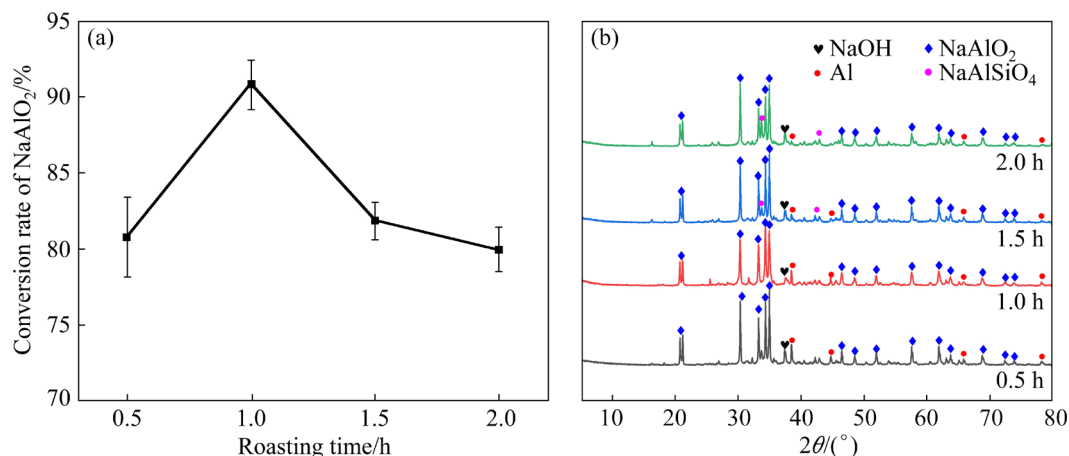 (a)
Conversion rate of NaAlO₂/%
95
90
85
80
75
70
0.5 1.0 1.5 2.0
Roasting time/h
(b)
♥ NaOH ♦ NaAlO₂
● Al ● NaAlSiO₄
2.0 h
1.5 h
1.0 h
0.5 h
10 20 30 40 50 60 70 80
2θ/(°)